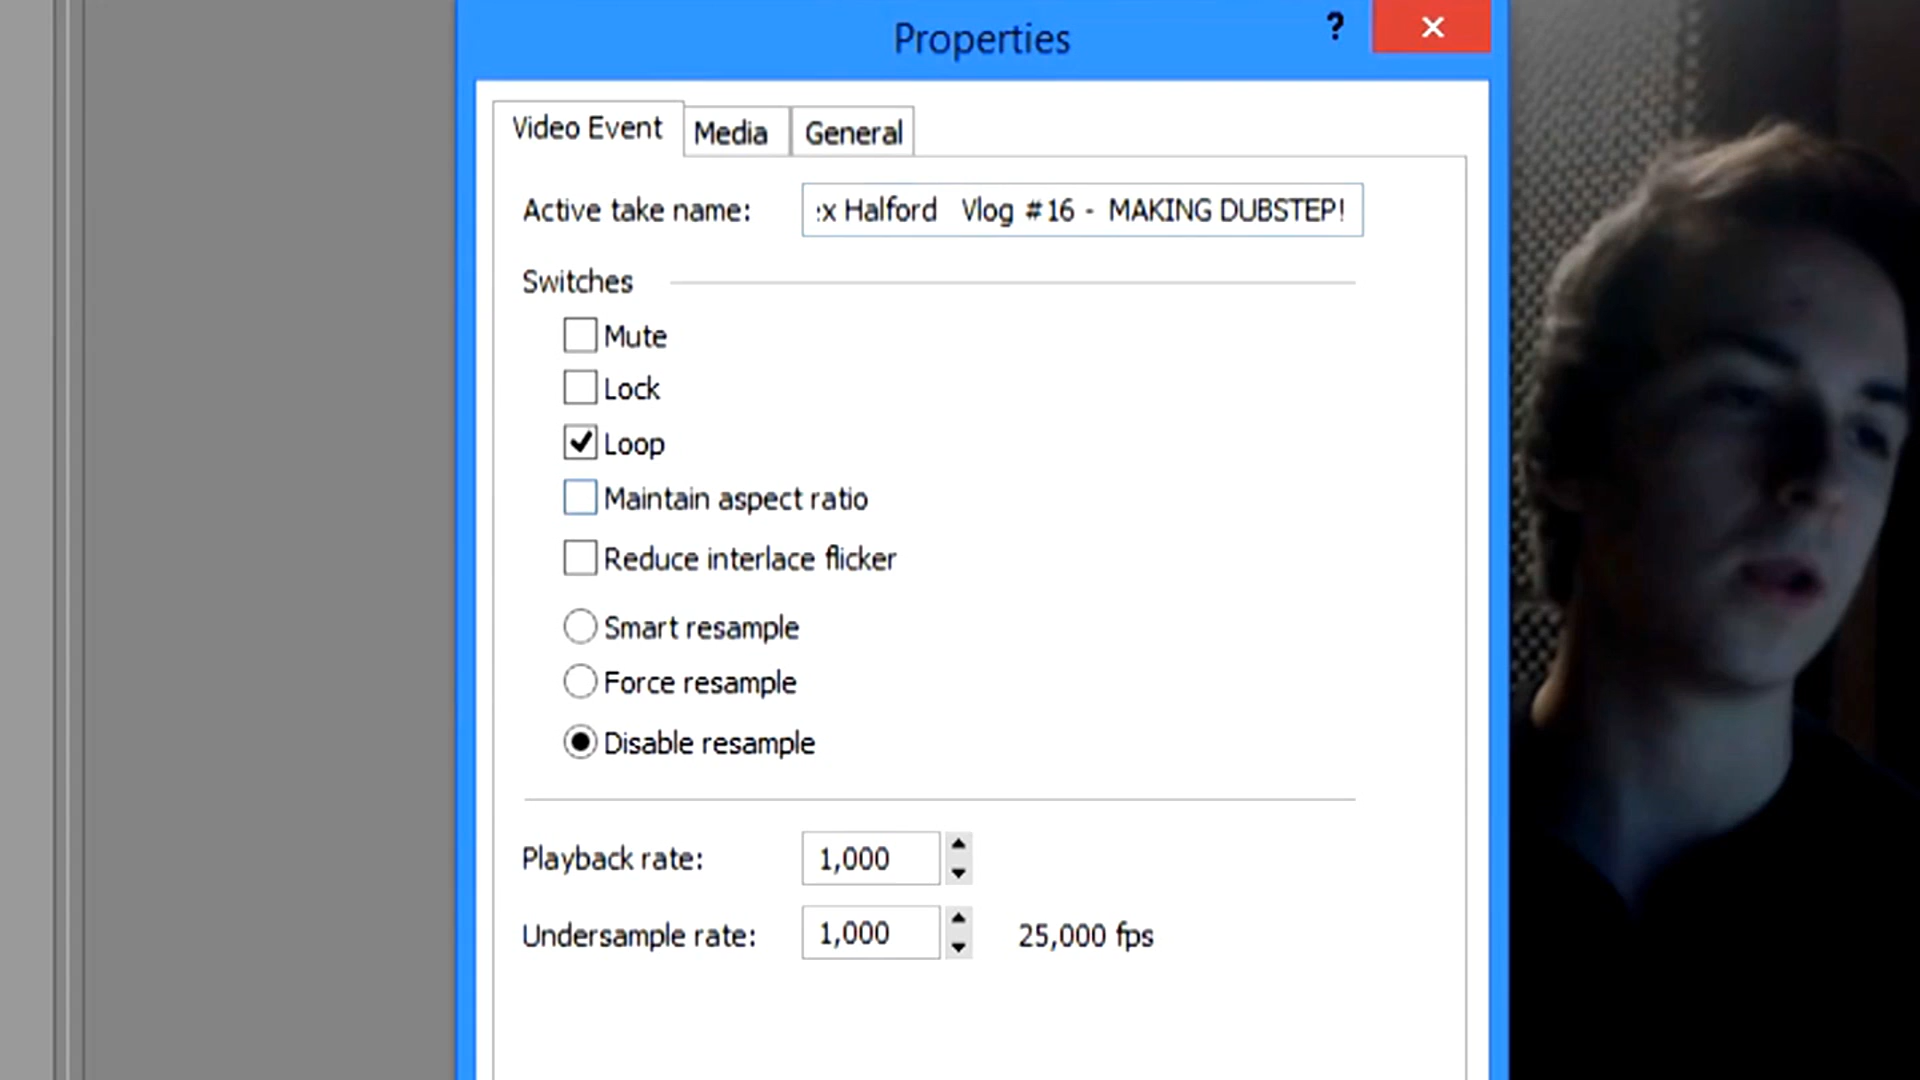 Properties
?
Video Event Media General
Active take name: :x Halford Vlog #16 - MAKING DUBSTEP!
Switches
Mute
Lock
Loop
Maintain aspect ratio
Reduce interlace flicker
Smart resample
Force resample
Disable resample
Playback rate: 1,000
Undersample rate: 1,000 25,000 fps